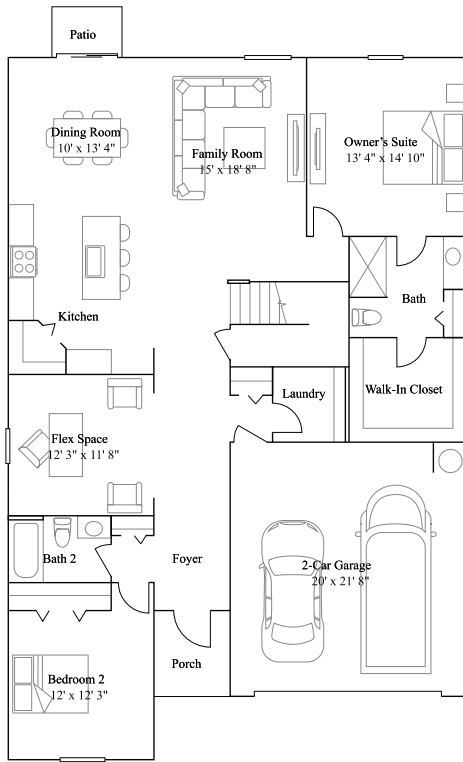 Patio
Dining Room
10' x 13' 4"
Family Room
15' x 18' 8"
Owner's Suite
13' 4" x 14' 10"
Bath
Kitchen
Laundry
Walk-In Closet
Flex Space
12' 3" x 11' 8"
Bath 2
Foyer
2-Car Garage
20' x 21' 8"
Porch
Bedroom 2
12' x 12' 3"